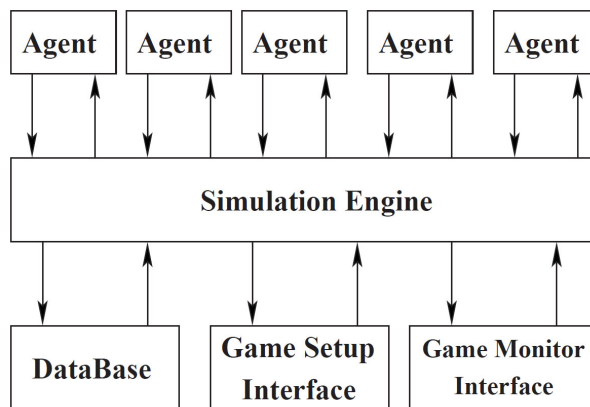 Agent Agent Agent Agent Agent
Simulation Engine
DataBase
Game Setup
Interface
Game Monitor
Interface